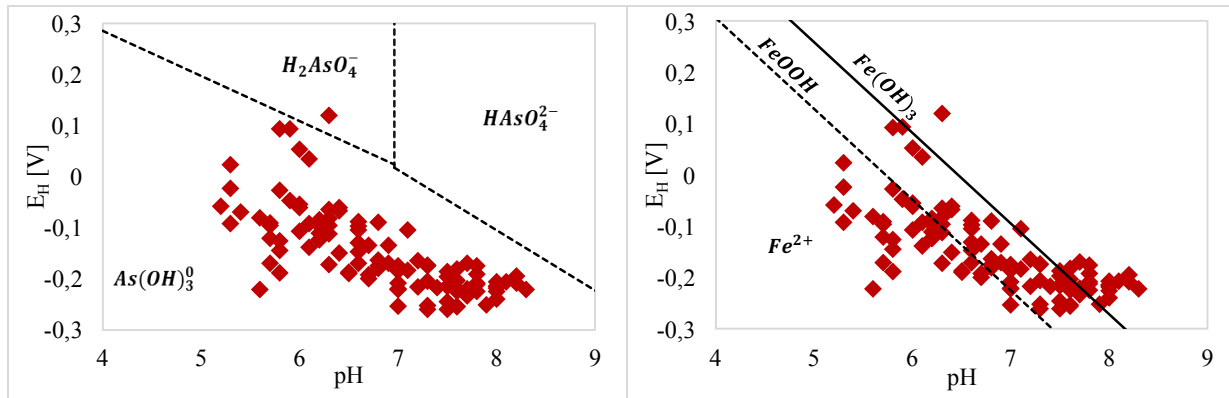 0,3
0,2
0,1
0
-0,1
-0,2
-0,3
E_H [V]
H₂AsO₄⁻
HAsO₄²⁻
As(OH)₃⁰
4 5 6 7 8 9
pH
0,3
0,2
0,1
0
-0,1
-0,2
-0,3
E_H [V]
FeOOH
Fe(OH)₃
Fe²⁺
4 5 6 7 8 9
pH